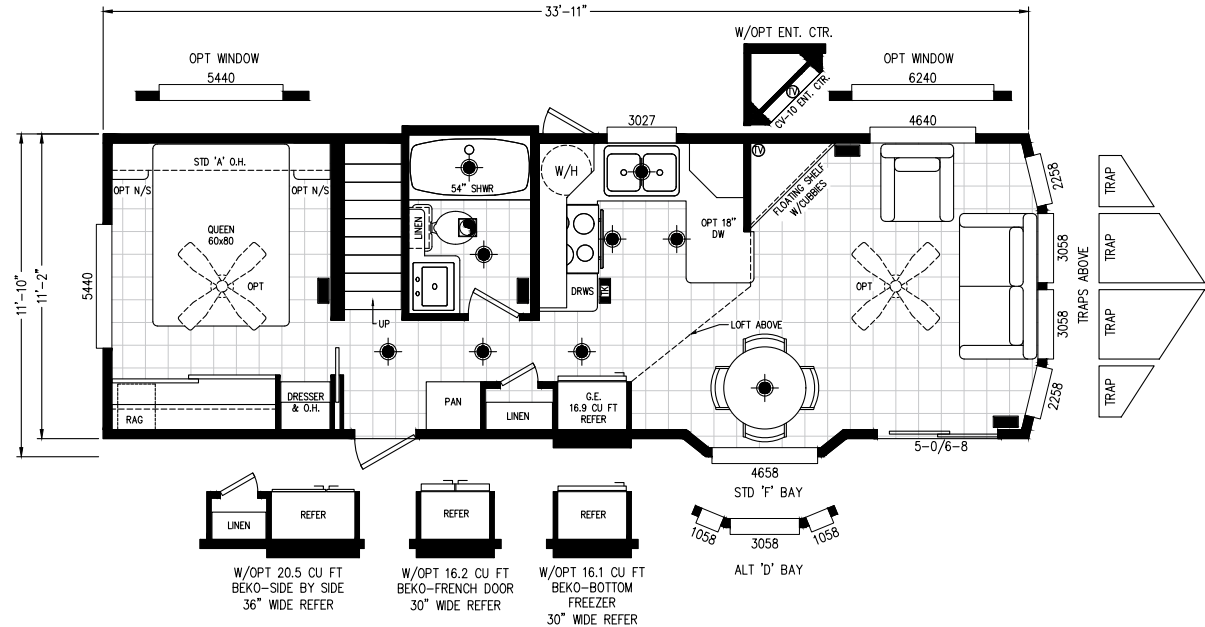 33'-11"
W/OPT ENT. CTR.
OPT WINDOW
5440
OPT WINDOW
6240
TV
CV-10 ENT. CTR.
3027
4640
STD 'A' O.H.
OPT N/S
OPT N/S
54" SHWR
W/H
TV
FLOATING SHELF
W/CUBBIES
2258
TRAP
QUEEN
60x80
LINEN
OPT 18"
DW
3058
TRAP
11'-10"
11'-2"
5440
OPT
DRWS
TK
OPT
TRAPS ABOVE
UP
LOFT ABOVE
3058
TRAP
RAG
DRESSER
& O.H.
PAN
LINEN
G.E.
16.9 CU FT
REFER
2258
TRAP
5-0/6-8
4658
STD 'F' BAY
LINEN
REFER
REFER
REFER
1058
3058
1058
ALT 'D' BAY
W/OPT 20.5 CU FT
BEKO-SIDE BY SIDE
36" WIDE REFER
W/OPT 16.2 CU FT
BEKO-FRENCH DOOR
30" WIDE REFER
W/OPT 16.1 CU FT
BEKO-BOTTOM
FREEZER
30" WIDE REFER